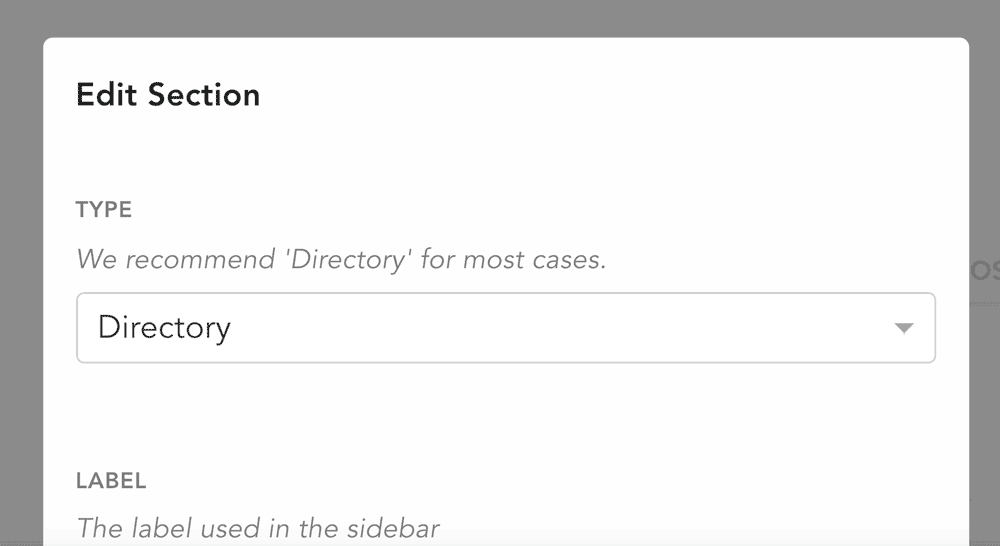 Edit Section
TYPE
We recommend 'Directory' for most cases.
Directory
LABEL
The label used in the sidebar